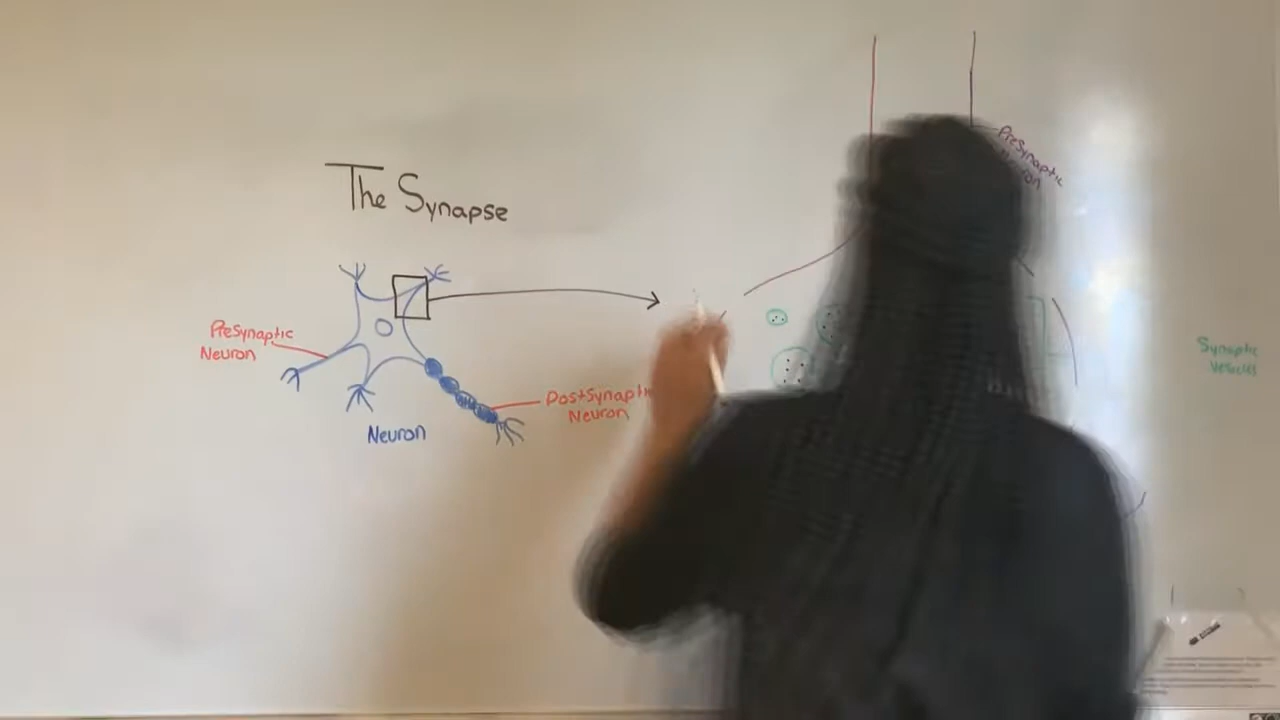 The Synapse
PreSynaptic
Neuron
PostSynaptic
Neuron
Neuron
PreSynaptic
Synaptic
Vesicles